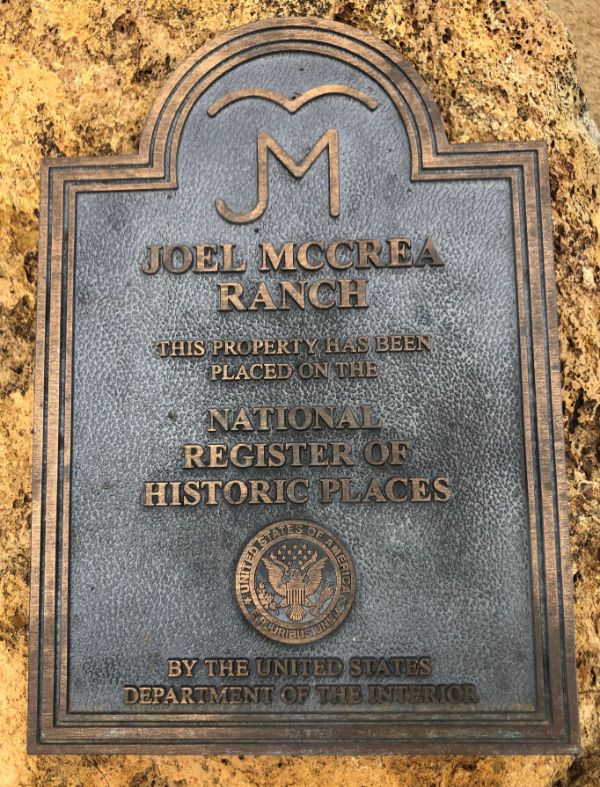 JM
JOEL MCCREA
RANCH
THIS PROPERTY HAS BEEN
PLACED ON THE
NATIONAL
REGISTER OF
HISTORIC PLACES
UNITED STATES OF AMERICA
E PLURIBUS UNUM
BY THE UNITED STATES
DEPARTMENT OF THE INTERIOR